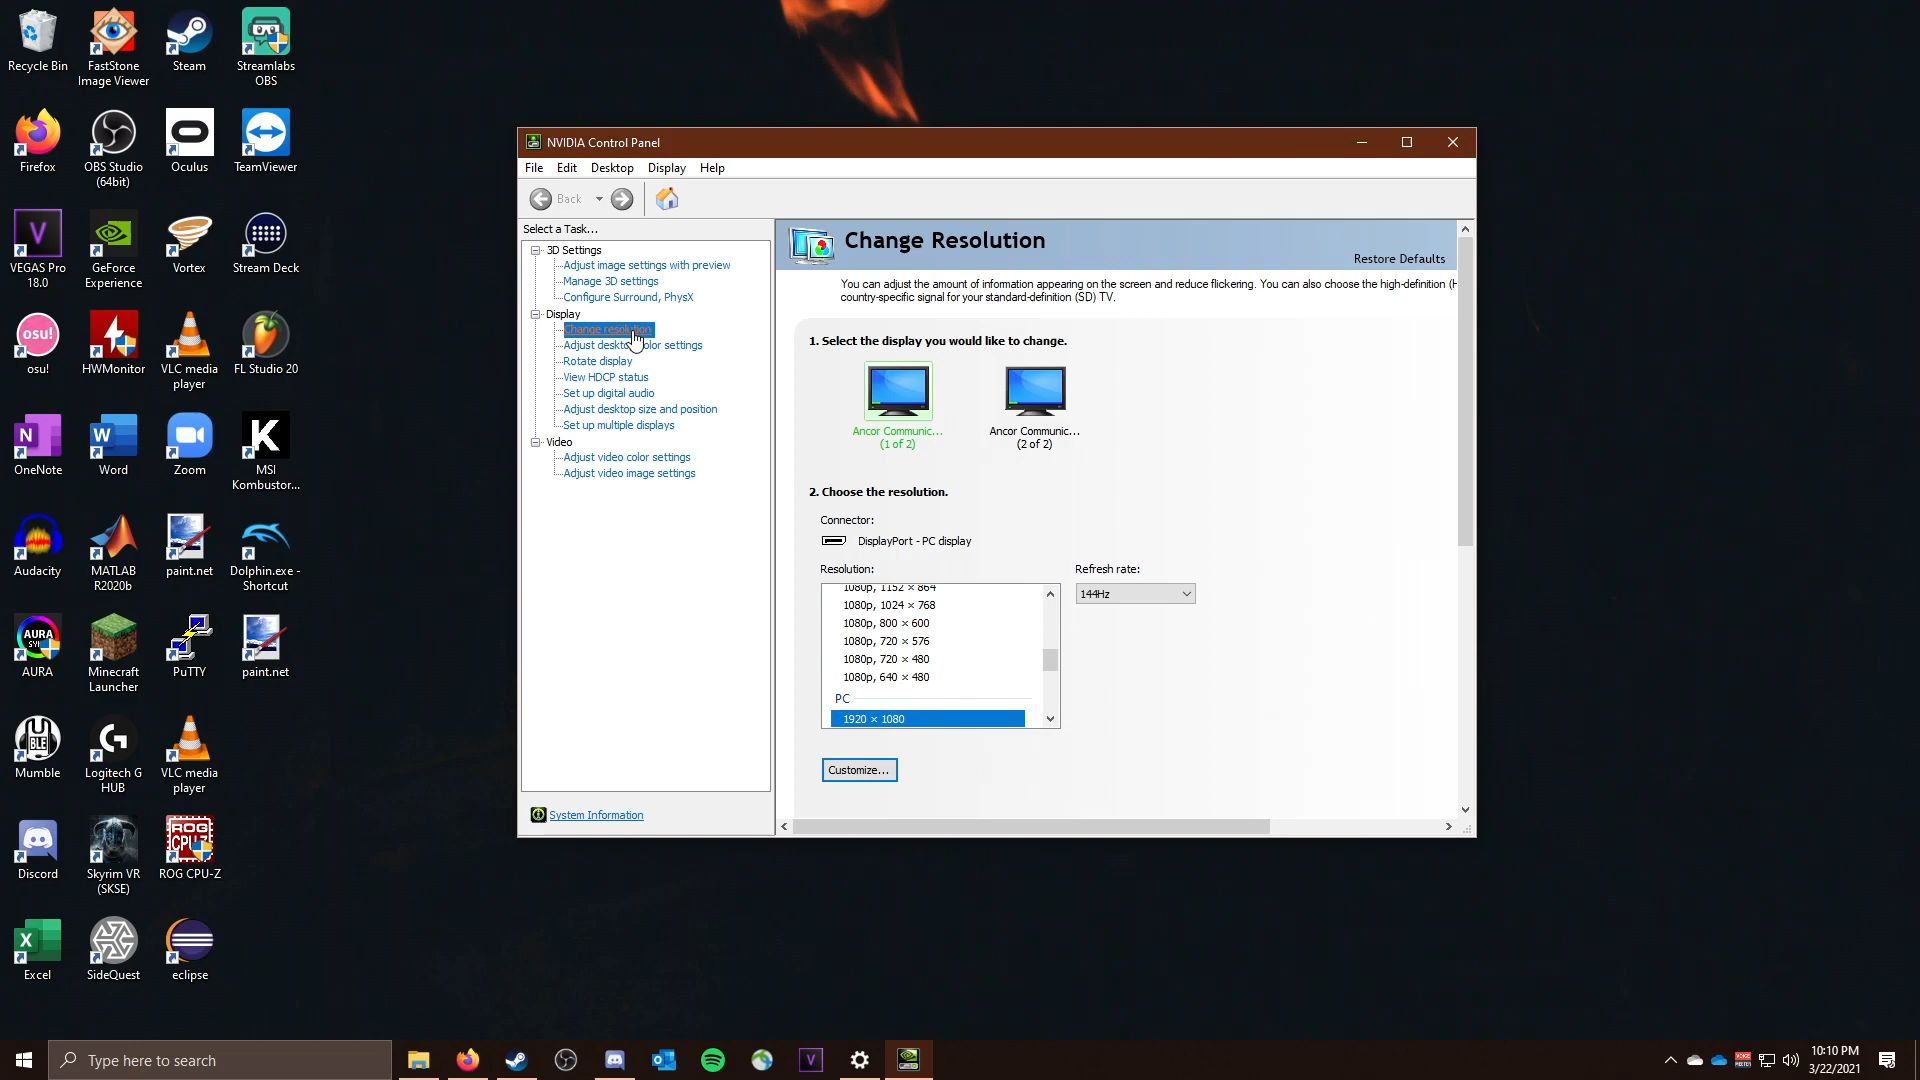 Recycle Bin
FastStone
Image Viewer
Steam
Streamlabs
OBS
Firefox
OBS Studio
(64bit)
Oculus
TeamViewer
VEGAS Pro
18.0
GeForce
Experience
Vortex
Stream Deck
osu!
osu!
HWMonitor
VLC media
player
FL Studio 20
OneNote
Word
Zoom
MSI
Kombustor...
Audacity
MATLAB
R2020b
paint.net
Dolphin.exe -
Shortcut
AURA
AURA
Minecraft
Launcher
PuTTY
paint.net
Mumble
Logitech G
HUB
VLC media
player
Discord
Skyrim VR
(SKSE)
ROG
CPU-Z
ROG CPU-Z
Excel
SideQuest
eclipse
NVIDIA Control Panel
File Edit Desktop Display Help
Back
Select a Task...
3D Settings
Adjust image settings with preview
Manage 3D settings
Configure Surround, PhysX
Display
Change resolution
Adjust desktop color settings
Rotate display
View HDCP status
Set up digital audio
Adjust desktop size and position
Set up multiple displays
Video
Adjust video color settings
Adjust video image settings
System Information
Change Resolution
Restore Defaults
You can adjust the amount of information appearing on the screen and reduce flickering. You can also choose the high-definition (H
country-specific signal for your standard-definition (SD) TV.
1. Select the display you would like to change.
Ancor Communic...
(1 of 2)
Ancor Communic...
(2 of 2)
2. Choose the resolution.
Connector:
DisplayPort - PC display
Resolution:
Refresh rate:
1080p, 1152 × 864
144Hz
1080p, 1024 × 768
1080p, 800 × 600
1080p, 720 × 576
1080p, 720 × 480
1080p, 640 × 480
PC
1920 × 1080
Customize...
Type here to search
10:10 PM
3/22/2021